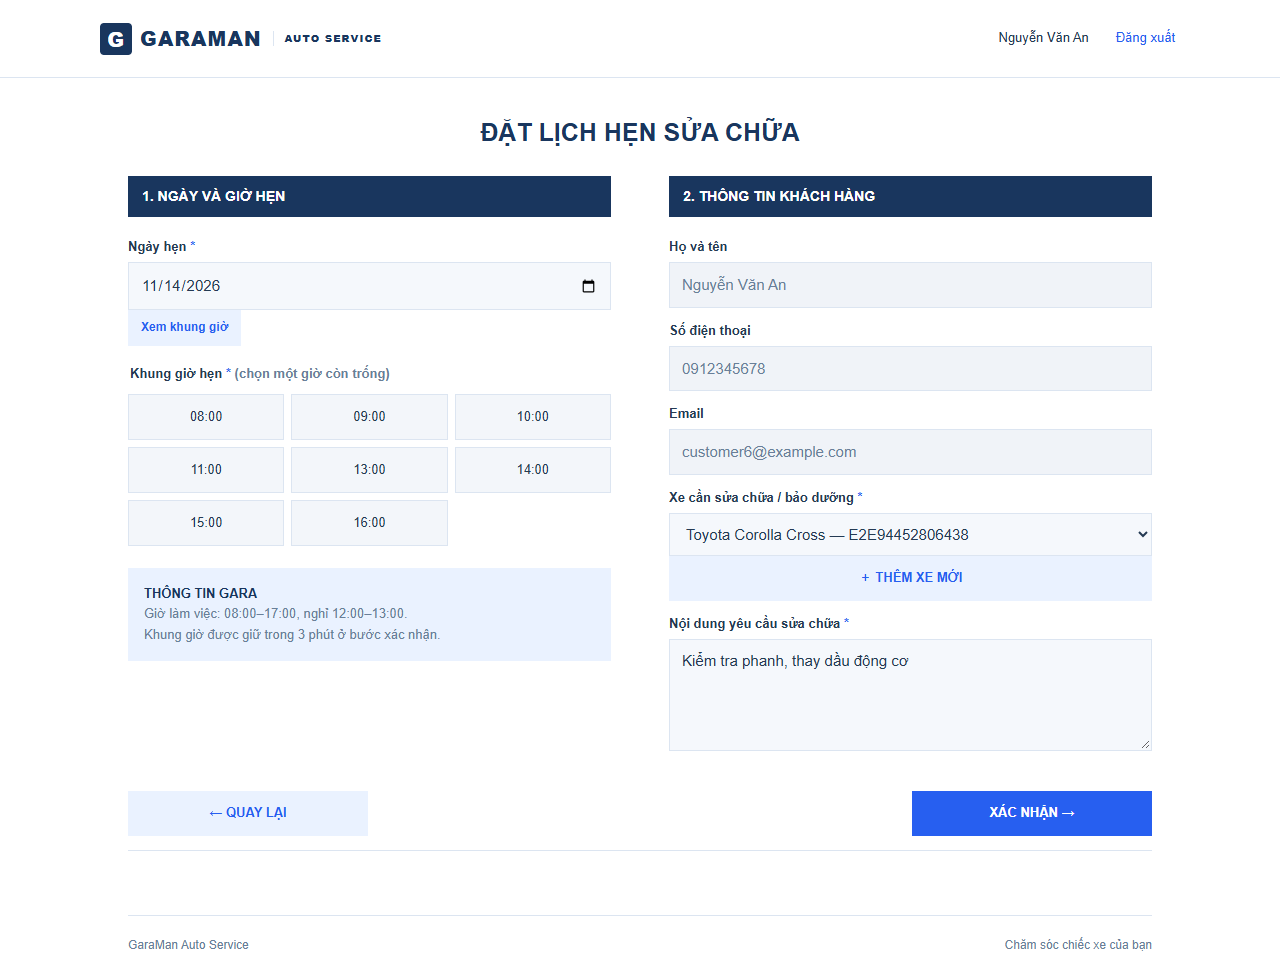 G GARAMAN AUTO SERVICE
Nguyễn Văn An Đăng xuất
ĐẶT LỊCH HẸN SỬA CHỮA
1. NGÀY VÀ GIỜ HẸN
Ngày hẹn *
11/14/2026
Xem khung giờ
Khung giờ hẹn * (chọn một giờ còn trống)
08:00 09:00 10:00
11:00 13:00 14:00
15:00 16:00
THÔNG TIN GARA
Giờ làm việc: 08:00–17:00, nghỉ 12:00–13:00.
Khung giờ được giữ trong 3 phút ở bước xác nhận.
2. THÔNG TIN KHÁCH HÀNG
Họ và tên
Nguyễn Văn An
Số điện thoại
0912345678
Email
customer6@example.com
Xe cần sửa chữa / bảo dưỡng *
Toyota Corolla Cross — E2E94452806438
+ THÊM XE MỚI
Nội dung yêu cầu sửa chữa *
Kiểm tra phanh, thay dầu động cơ
← QUAY LẠI
XÁC NHẬN →
GaraMan Auto Service
Chăm sóc chiếc xe của bạn